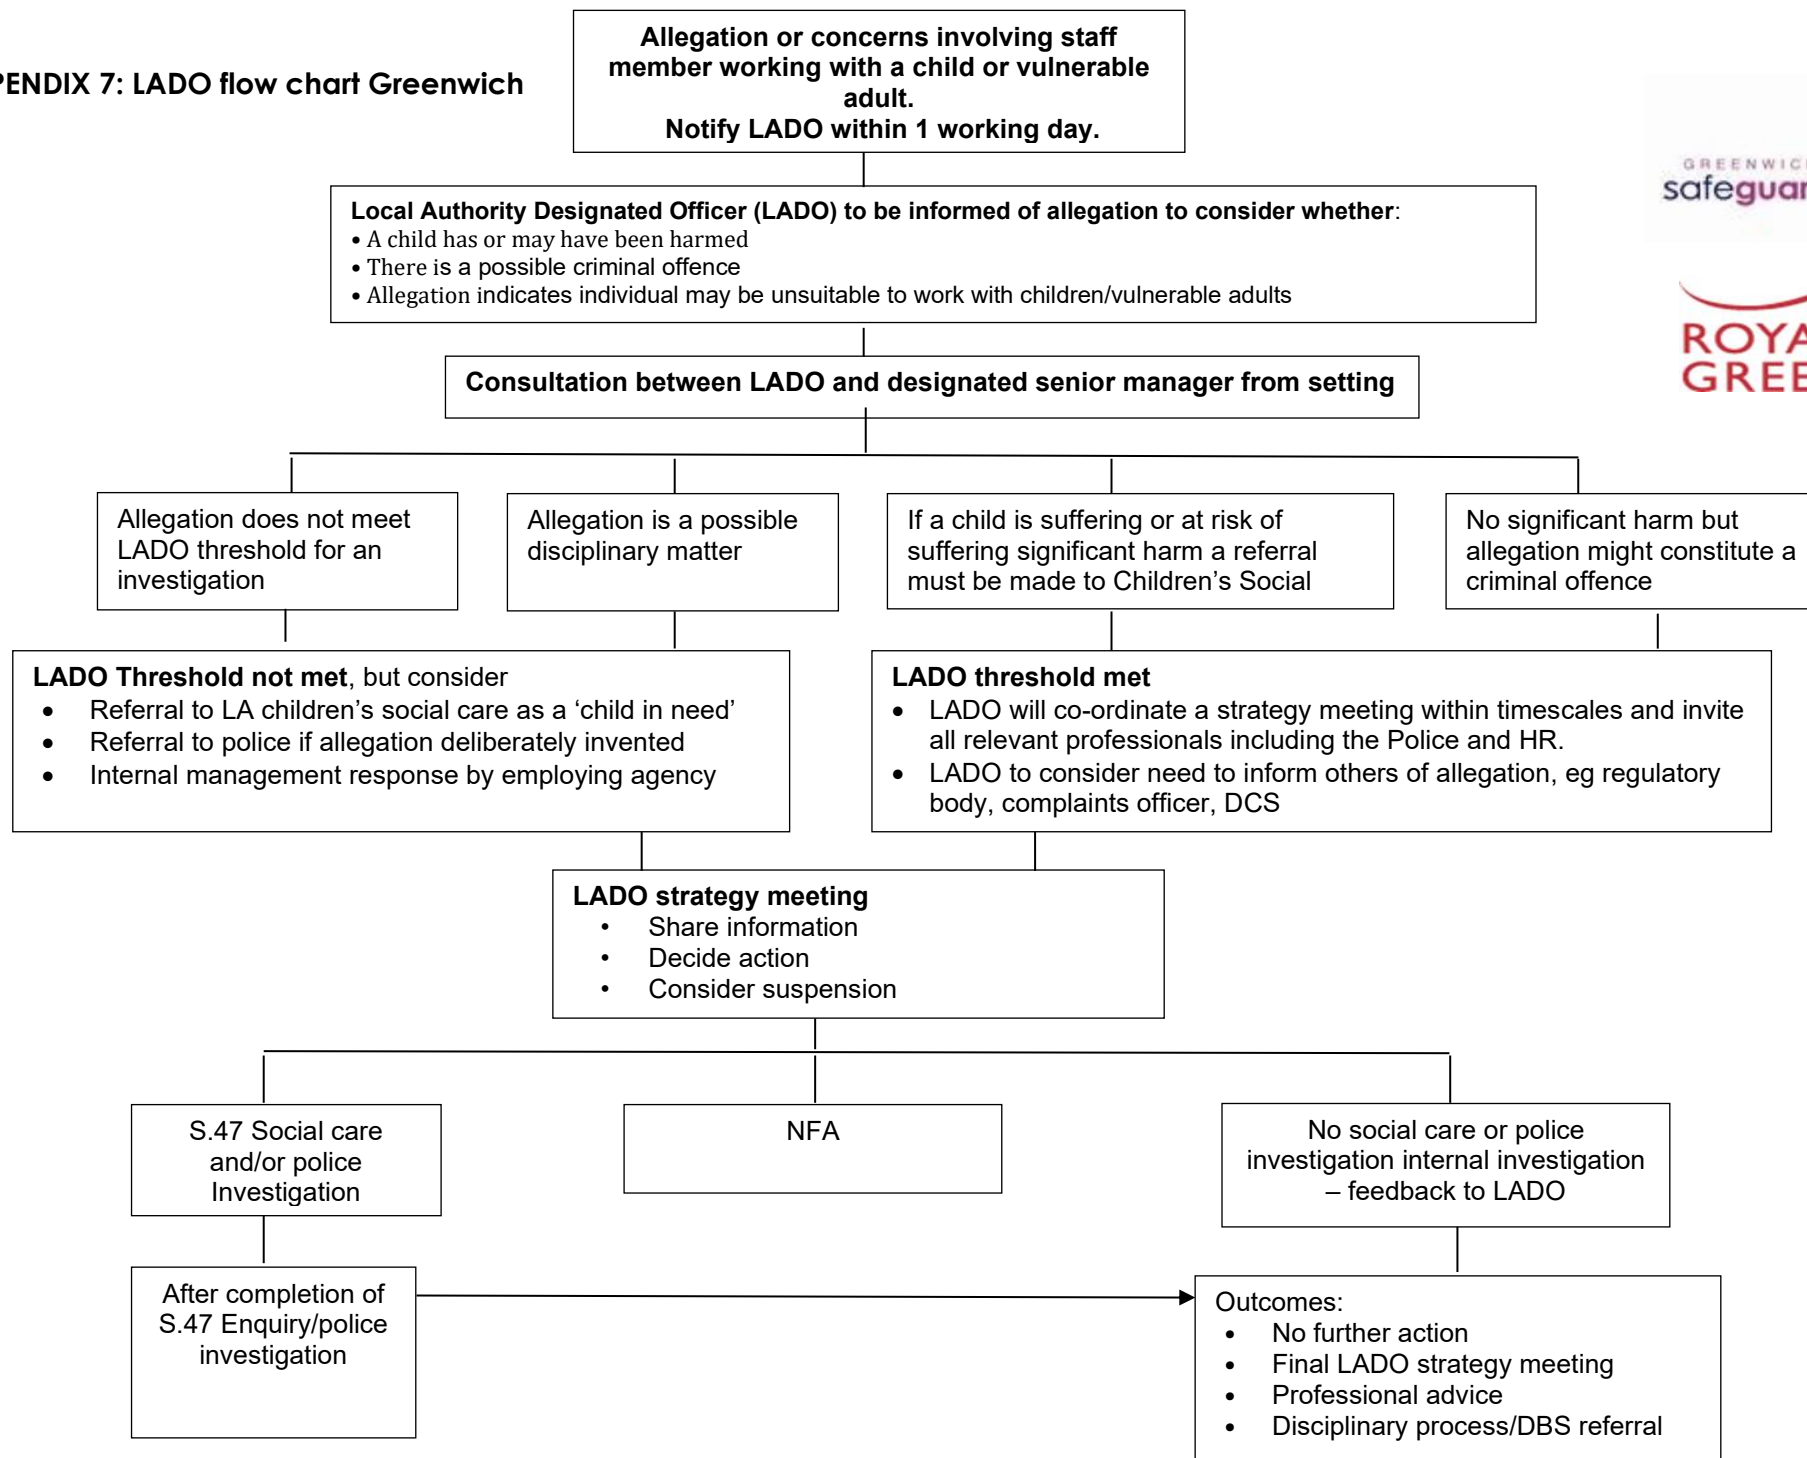 Allegation or concerns involving staff
member working with a child or vulnerable
adult.
Notify LADO within 1 working day.
PENDIX 7: LADO flow chart Greenwich
GREENWIC
safeguar
ROYA
GREE
Local Authority Designated Officer (LADO) to be informed of allegation to consider whether:
• A child has or may have been harmed
• There is a possible criminal offence
• Allegation indicates individual may be unsuitable to work with children/vulnerable adults
Consultation between LADO and designated senior manager from setting
Allegation does not meet
LADO threshold for an
investigation
Allegation is a possible
disciplinary matter
If a child is suffering or at risk of
suffering significant harm a referral
must be made to Children’s Social
No significant harm but
allegation might constitute a
criminal offence
LADO Threshold not met, but consider
• Referral to LA children’s social care as a ‘child in need’
• Referral to police if allegation deliberately invented
• Internal management response by employing agency
LADO threshold met
• LADO will co-ordinate a strategy meeting within timescales and invite
all relevant professionals including the Police and HR.
• LADO to consider need to inform others of allegation, eg regulatory
body, complaints officer, DCS
LADO strategy meeting
• Share information
• Decide action
• Consider suspension
S.47 Social care
and/or police
Investigation
NFA
No social care or police
investigation internal investigation
– feedback to LADO
After completion of
S.47 Enquiry/police
investigation
Outcomes:
• No further action
• Final LADO strategy meeting
• Professional advice
• Disciplinary process/DBS referral